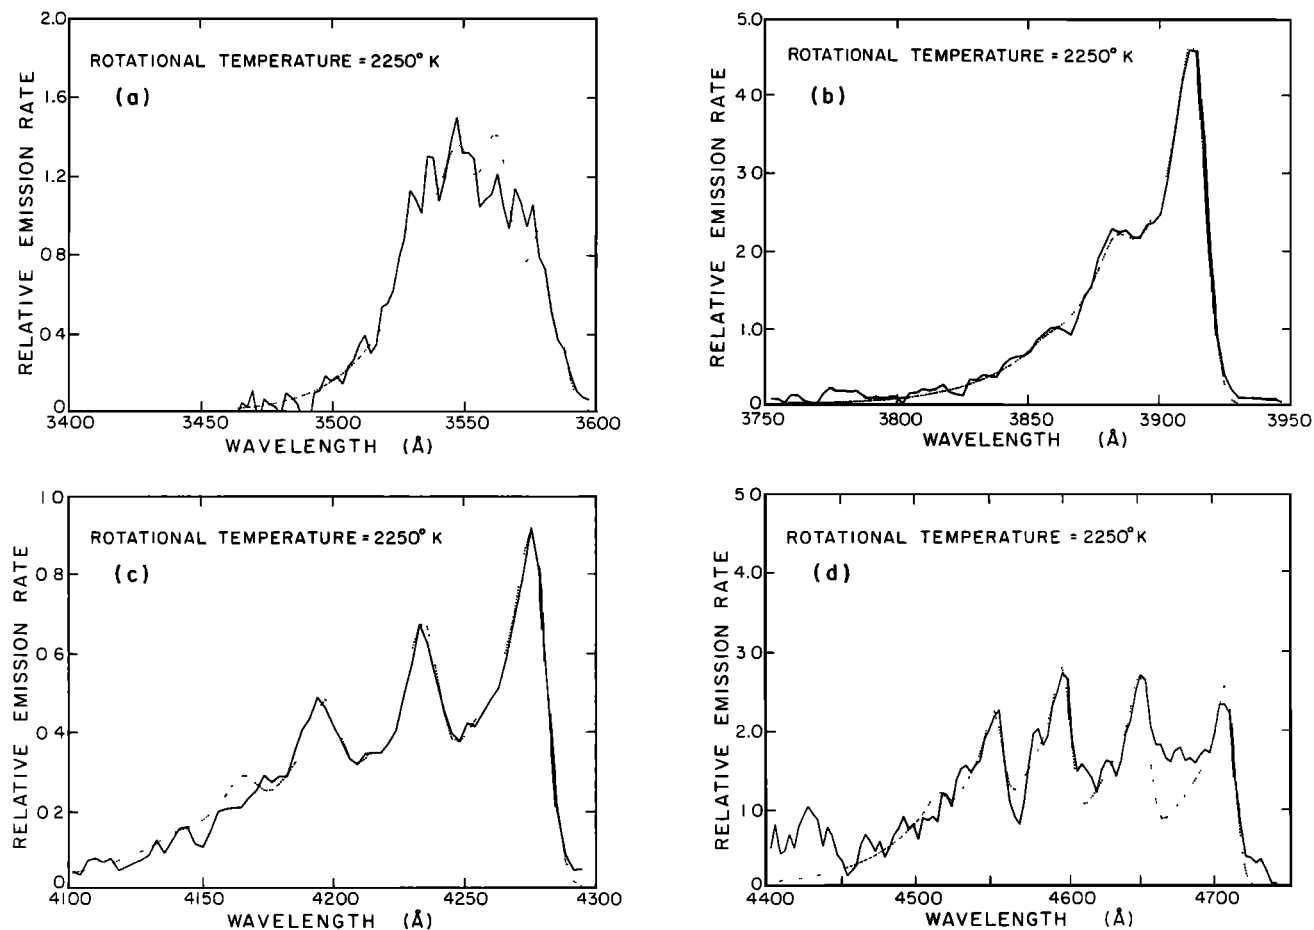 2.0
1.6
1.2
0.8
0 4
0
RELATIVE EMISSION RATE
ROTATIONAL TEMPERATURE = 2250° K
(a)
3400
3450
3500
3550
3600
WAVELENGTH (Å)
5.0
4.0
3.0
2.0
1.0
0
RELATIVE EMISSION RATE
ROTATIONAL TEMPERATURE = 2250° K
(b)
3750
3800
3850
3900
3950
WAVELENGTH (Å)
1 0
0 8
0 6
0 4
0 2
0
RELATIVE EMISSION RATE
ROTATIONAL TEMPERATURE = 2250° K
(c)
4100
4150
4200
4250
4300
WAVELENGTH (Å)
5 0
4.0
3 0
2.0
1 0
0
RELATIVE EMISSION RATE
ROTATIONAL TEMPERATURE = 2250° K
(d)
4400
4500
4600
4700
WAVELENGTH (Å)